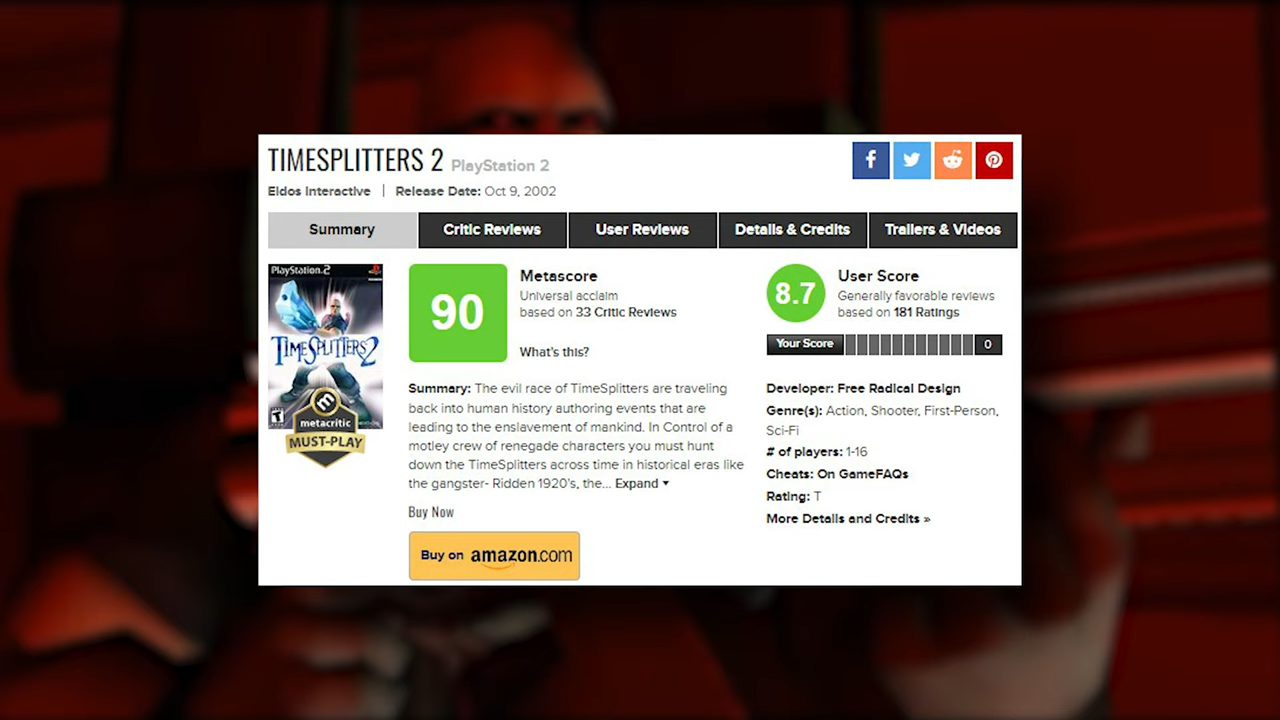 TIMESPLITTERS 2 PlayStation 2
Eidos Interactive | Release Date: Oct 9, 2002
Summary
Critic Reviews
User Reviews
Details & Credits
Trailers & Videos
PlayStation.2
TIMESPLITTERS 2
T
metacritic
MUST-PLAY
90
Metascore
Universal acclaim
based on 33 Critic Reviews
What's this?
8.7
User Score
Generally favorable reviews
based on 181 Ratings
Your Score
0
Summary: The evil race of TimeSplitters are traveling
back into human history authoring events that are
leading to the enslavement of mankind. In Control of a
motley crew of renegade characters you must hunt
down the TimeSplitters across time in historical eras like
the gangster- Ridden 1920's, the... Expand
Buy Now
Buy on amazon.com
Developer: Free Radical Design
Genre(s): Action, Shooter, First-Person,
Sci-Fi
# of players: 1-16
Cheats: On GameFAQs
Rating: T
More Details and Credits »